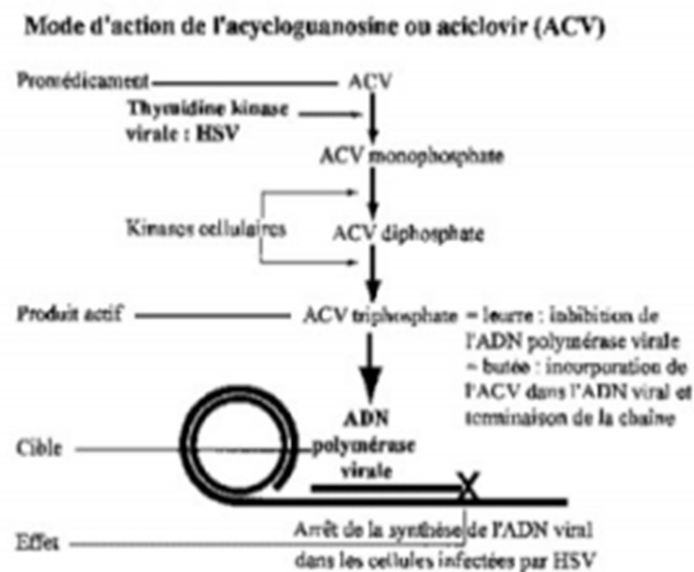 Mode d'action de l'acycloguanosine ou aciclovir (ACV)
Promédicament ACV
Thymidine kinase
virale : HSV
ACV monophosphate
Kinases cellulaires ACV diphosphate
Produit actif ACV triphosphate = leurre : inhibition de
l'ADN polymérase virale
= butée : incorporation de
l'ACV dans l'ADN viral et
terminaison de la chaîne
ADN
Cible polymérase
virale
X
Arrêt de la synthèse de l'ADN viral
Effet
dans les cellules infectées par HSV